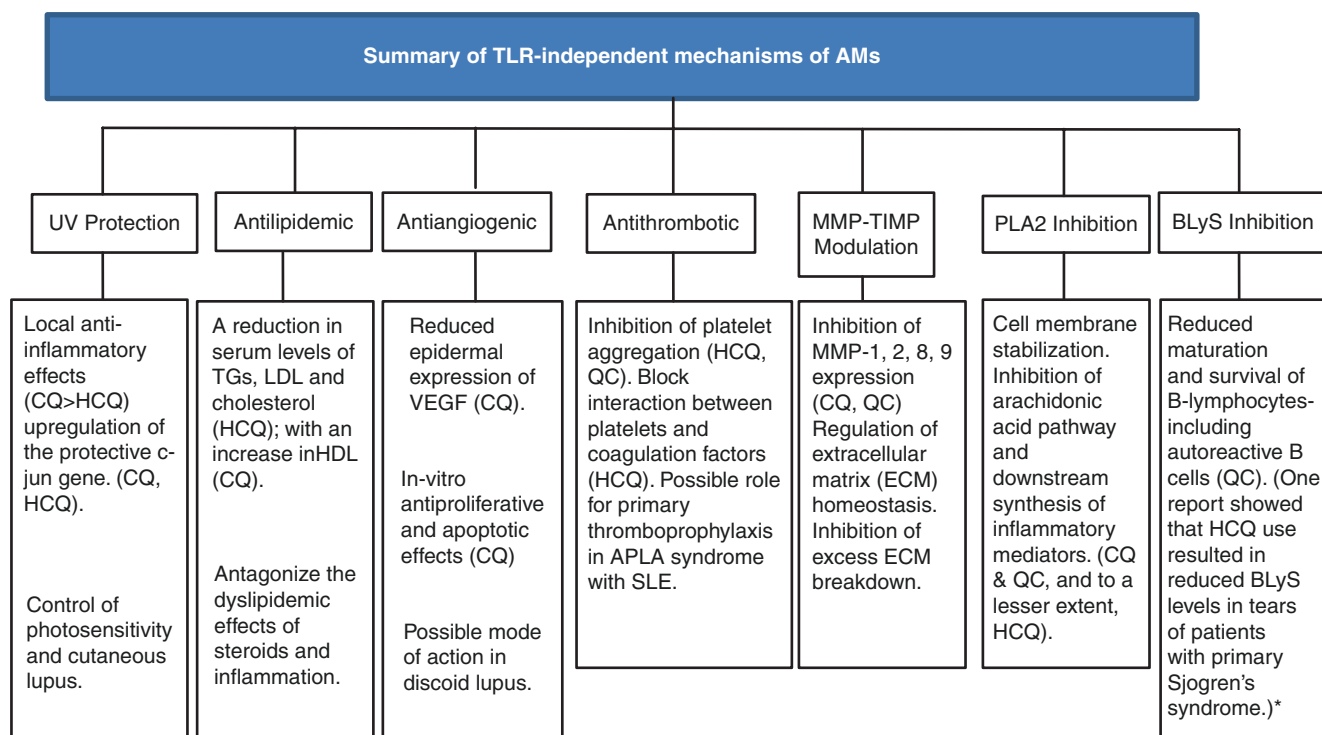 Summary of TLR-independent mechanisms of AMs
UV Protection
Antilipidemic
Antiangiogenic
Antithrombotic
MMP-TIMP
Modulation
PLA2 Inhibition
BLyS Inhibition
Local anti-
inflammatory
effects
(CQ>HCQ)
upregulation of
the protective c-
jun gene. (CQ,
HCQ).
Control of
photosensitivity
and cutaneous
lupus.
A reduction in
serum levels of
TGs, LDL and
cholesterol
(HCQ); with an
increase inHDL
(CQ).
Antagonize the
dyslipidemic
effects of
steroids and
inflammation.
Reduced
epidermal
expression of
VEGF (CQ).
In-vitro
antiproliferative
and apoptotic
effects (CQ)
Possible mode
of action in
discoid lupus.
Inhibition of platelet
aggregation (HCQ,
QC). Block
interaction between
platelets and
coagulation factors
(HCQ). Possible role
for primary
thromboprophylaxis
in APLA syndrome
with SLE.
Inhibition of
MMP-1, 2, 8, 9
expression
(CQ, QC)
Regulation of
extracellular
matrix (ECM)
homeostasis.
Inhibition of
excess ECM
breakdown.
Cell membrane
stabilization.
Inhibition of
arachidonic
acid pathway
and
downstream
synthesis of
inflammatory
mediators. (CQ
& QC, and to a
lesser extent,
HCQ).
Reduced
maturation
and survival of
B-lymphocytes-
including
autoreactive B
cells (QC). (One
report showed
that HCQ use
resulted in
reduced BLyS
levels in tears
of patients
with primary
Sjogren's
syndrome.)*